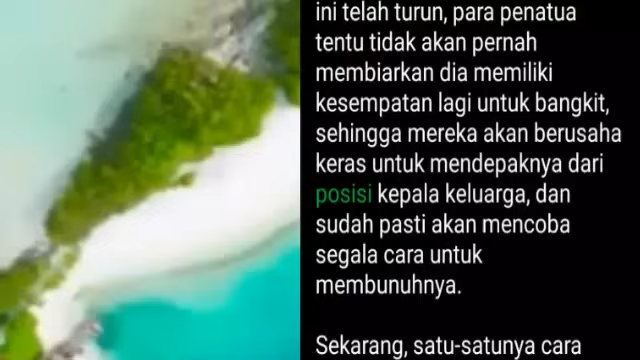 ini telah turun, para penatua
tentu tidak akan pernah
membiarkan dia memiliki
kesempatan lagi untuk bangkit,
sehingga mereka akan berusaha
keras untuk mendepaknya dari
posisi kepala keluarga, dan
sudah pasti akan mencoba
segala cara untuk
membunuhnya.
Sekarang, satu-satunya cara